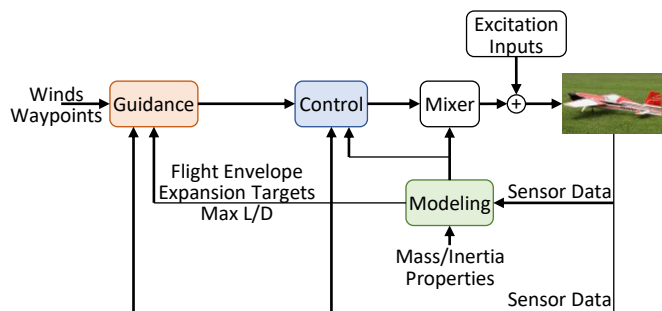 Excitation
Inputs
Winds
Waypoints
Guidance
Control
Mixer
+
Flight Envelope
Expansion Targets
Max L/D
Modeling
Sensor Data
Mass/Inertia
Properties
Sensor Data